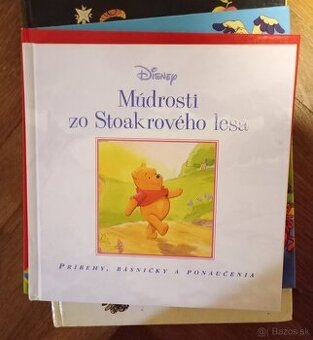 Disney
Múdrosti
zo Stoakrového lesa
PRÍBEHY, BÁSNIČKY A PONAUČENIA
© Bazos.sk